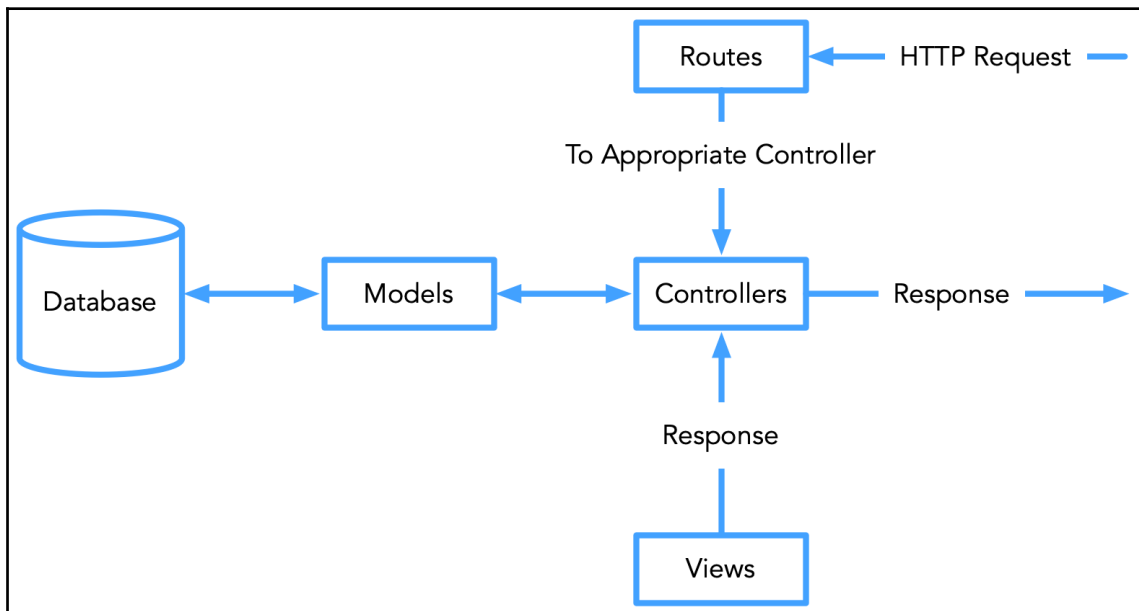 Routes
HTTP Request
To Appropriate Controller
Database
Models
Controllers
Response
Response
Views